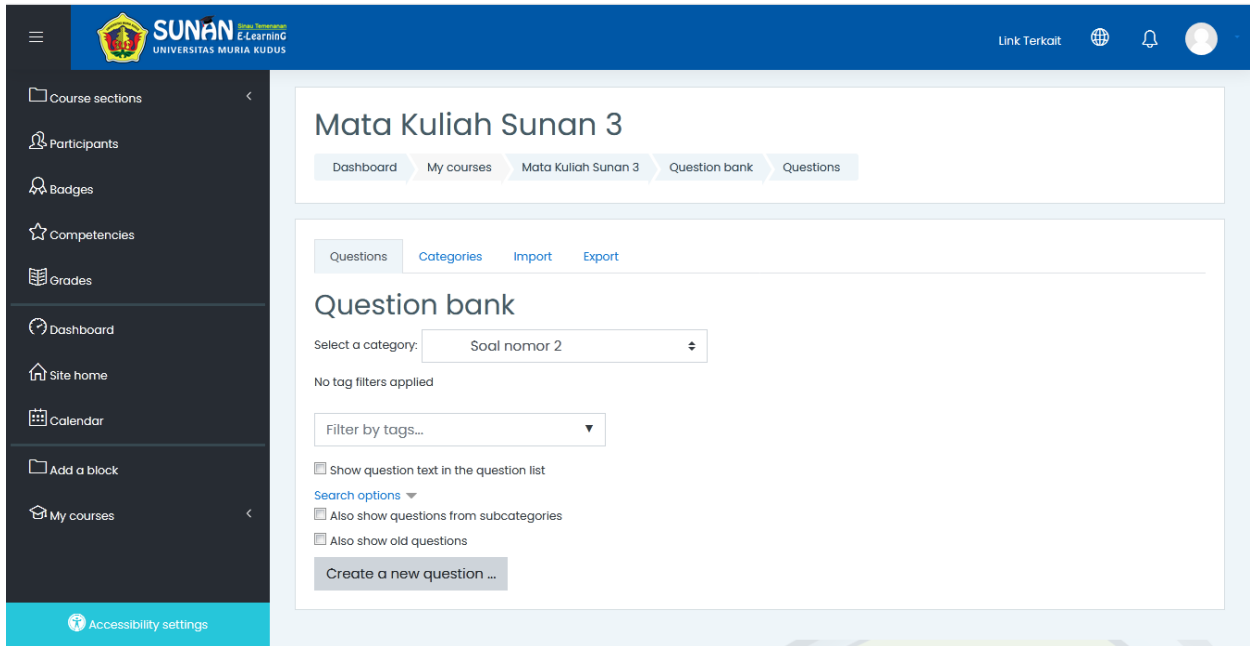 SUNAN Sinau Temenanan
E-LearninG
UNIVERSITAS MURIA KUDUS
Link Terkait
Course sections
Participants
Badges
Competencies
Grades
Dashboard
Site home
Calendar
Add a block
My courses
Accessibility settings
Mata Kuliah Sunan 3
Dashboard My courses Mata Kuliah Sunan 3 Question bank Questions
Questions Categories Import Export
Question bank
Select a category: Soal nomor 2
No tag filters applied
Filter by tags...
Show question text in the question list
Search options
Also show questions from subcategories
Also show old questions
Create a new question ...